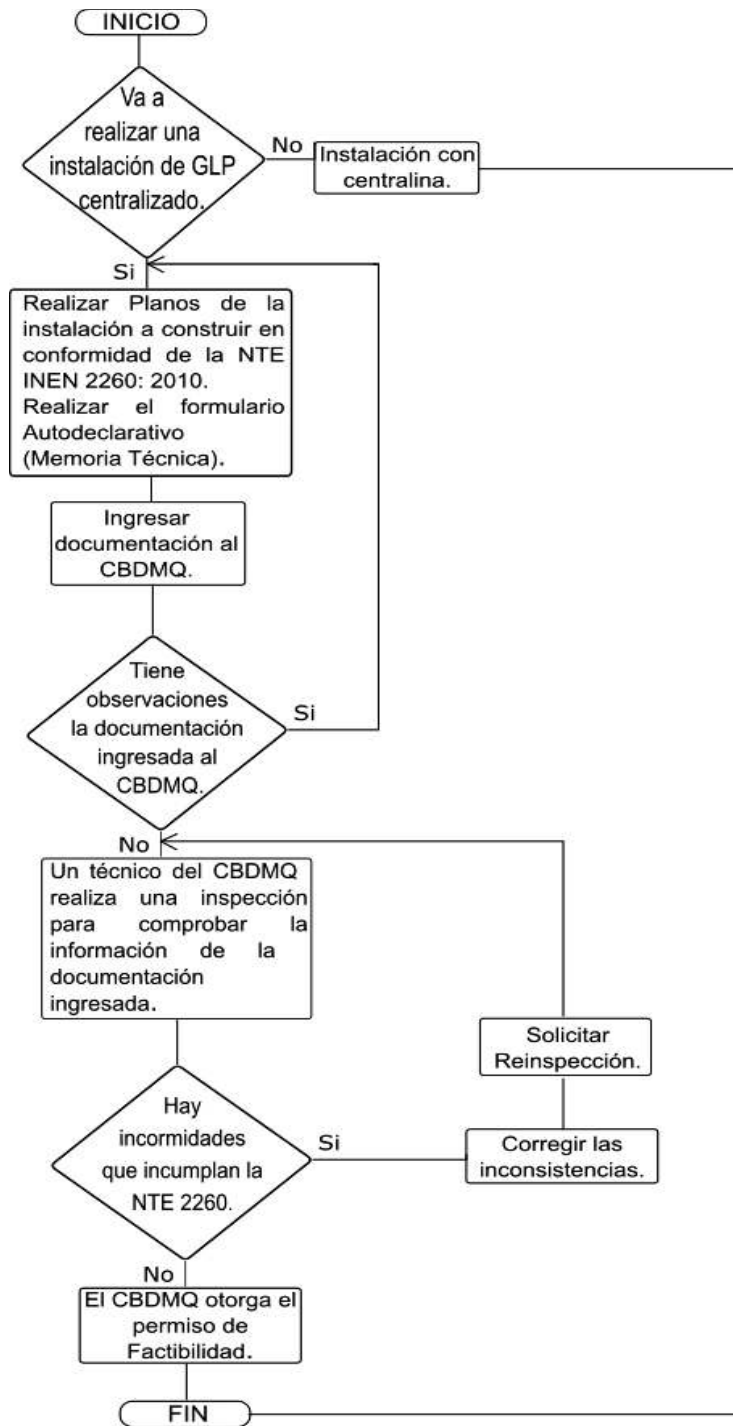 INICIO
Va a
realizar una
instalación de GLP
centralizado.
No
Instalación con
centralina.
Si
Realizar Planos de la
instalación a construir en
conformidad de la NTE
INEN 2260: 2010.
Realizar el formulario
Autodeclarativo
(Memoria Técnica).
Ingresar
documentación al
CBDMQ.
Tiene
observaciones
la documentación
ingresada al
CBDMQ.
Si
No
Un técnico del CBDMQ
realiza una inspección
para comprobar la
información de la
documentación
ingresada.
Solicitar
Reinspección.
Hay
incormidades
que incumplan la
NTE 2260.
Si
Corregir las
inconsistencias.
No
El CBDMQ otorga el
permiso de
Factibilidad.
FIN